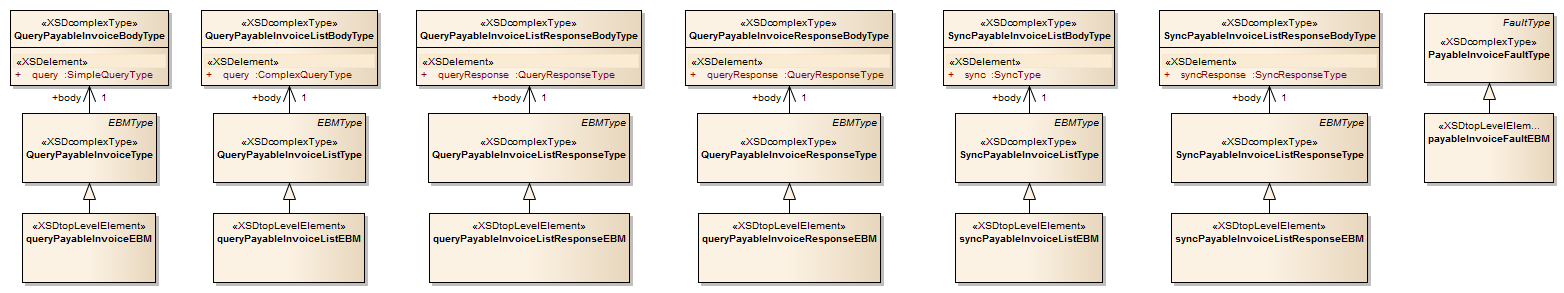 «XSDcomplexType»
QueryPayableInvoiceBodyType
«XSDelement»
+ query :SimpleQueryType
+body 1
EBMType
«XSDcomplexType»
QueryPayableInvoiceType
«XSDtopLevelElement»
queryPayableInvoiceEBM
«XSDcomplexType»
QueryPayableInvoiceListBodyType
«XSDelement»
+ query :ComplexQueryType
+body 1
EBMType
«XSDcomplexType»
QueryPayableInvoiceListType
«XSDtopLevelElement»
queryPayableInvoiceListEBM
«XSDcomplexType»
QueryPayableInvoiceListResponseBodyType
«XSDelement»
+ queryResponse :QueryResponseType
+body 1
EBMType
«XSDcomplexType»
QueryPayableInvoiceListResponseType
«XSDtopLevelElement»
queryPayableInvoiceListResponseEBM
«XSDcomplexType»
QueryPayableInvoiceResponseBodyType
«XSDelement»
+ queryResponse :QueryResponseType
+body 1
EBMType
«XSDcomplexType»
QueryPayableInvoiceResponseType
«XSDtopLevelElement»
queryPayableInvoiceResponseEBM
«XSDcomplexType»
SyncPayableInvoiceListBodyType
«XSDelement»
+ sync :SyncType
+body 1
EBMType
«XSDcomplexType»
SyncPayableInvoiceListType
«XSDtopLevelElement»
syncPayableInvoiceListEBM
«XSDcomplexType»
SyncPayableInvoiceListResponseBodyType
«XSDelement»
+ syncResponse :SyncResponseType
+body 1
EBMType
«XSDcomplexType»
SyncPayableInvoiceListResponseType
«XSDtopLevelElement»
syncPayableInvoiceListResponseEBM
FaultType
«XSDcomplexType»
PayableInvoiceFaultType
«XSDtopLevelElem...
payableInvoiceFaultEBM